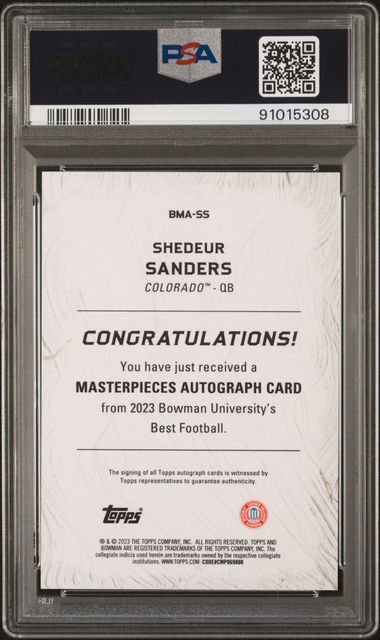 PSA
91015308
BMA-SS
SHEDEUR
SANDERS
COLORADO™ - QB
CONGRATULATIONS!
You have just received a
MASTERPIECES AUTOGRAPH CARD
from 2023 Bowman University's
Best Football.
The signing of all Topps autograph cards is witnessed by
Topps representatives to guarantee authenticity.
Topps
® & © 2023 THE TOPPS COMPANY, INC. ALL RIGHTS RESERVED. TOPPS AND
BOWMAN ARE REGISTERED TRADEMARKS OF THE TOPPS COMPANY, INC. The
collegiate indicia used herein are trademarks owned by the respective collegiate
institutions. WWW.TOPPS.COM CODE#CMP069808